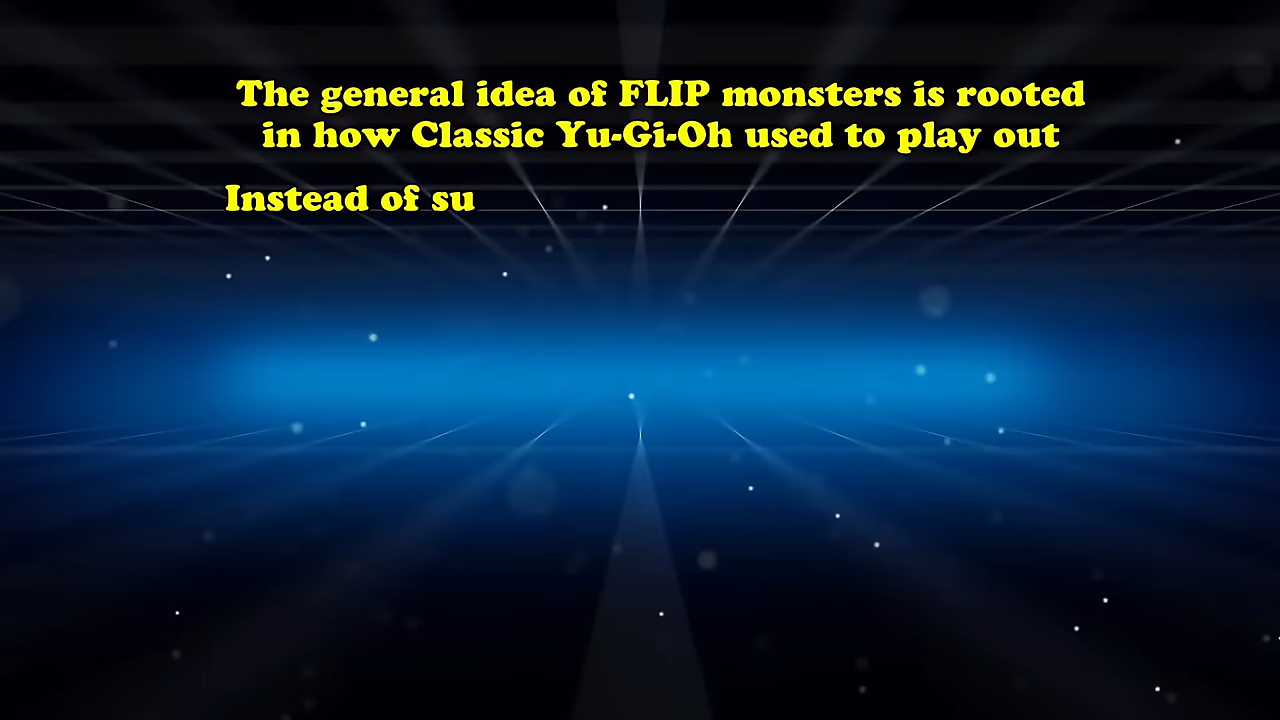 The general idea of FLIP monsters is rooted
in how Classic Yu-Gi-Oh used to play out
Instead of su